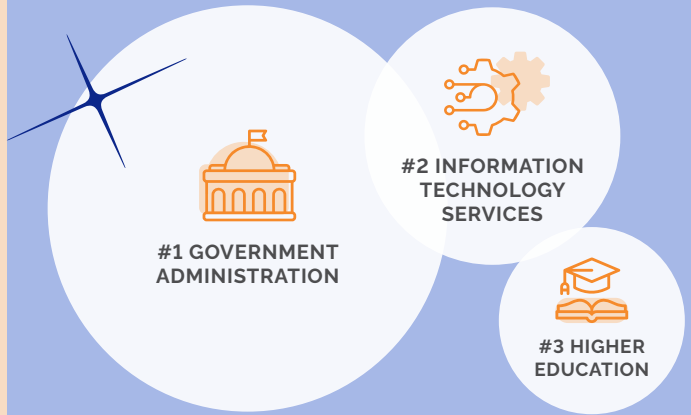 #1 GOVERNMENT
ADMINISTRATION
#2 INFORMATION
TECHNOLOGY
SERVICES
#3 HIGHER
EDUCATION